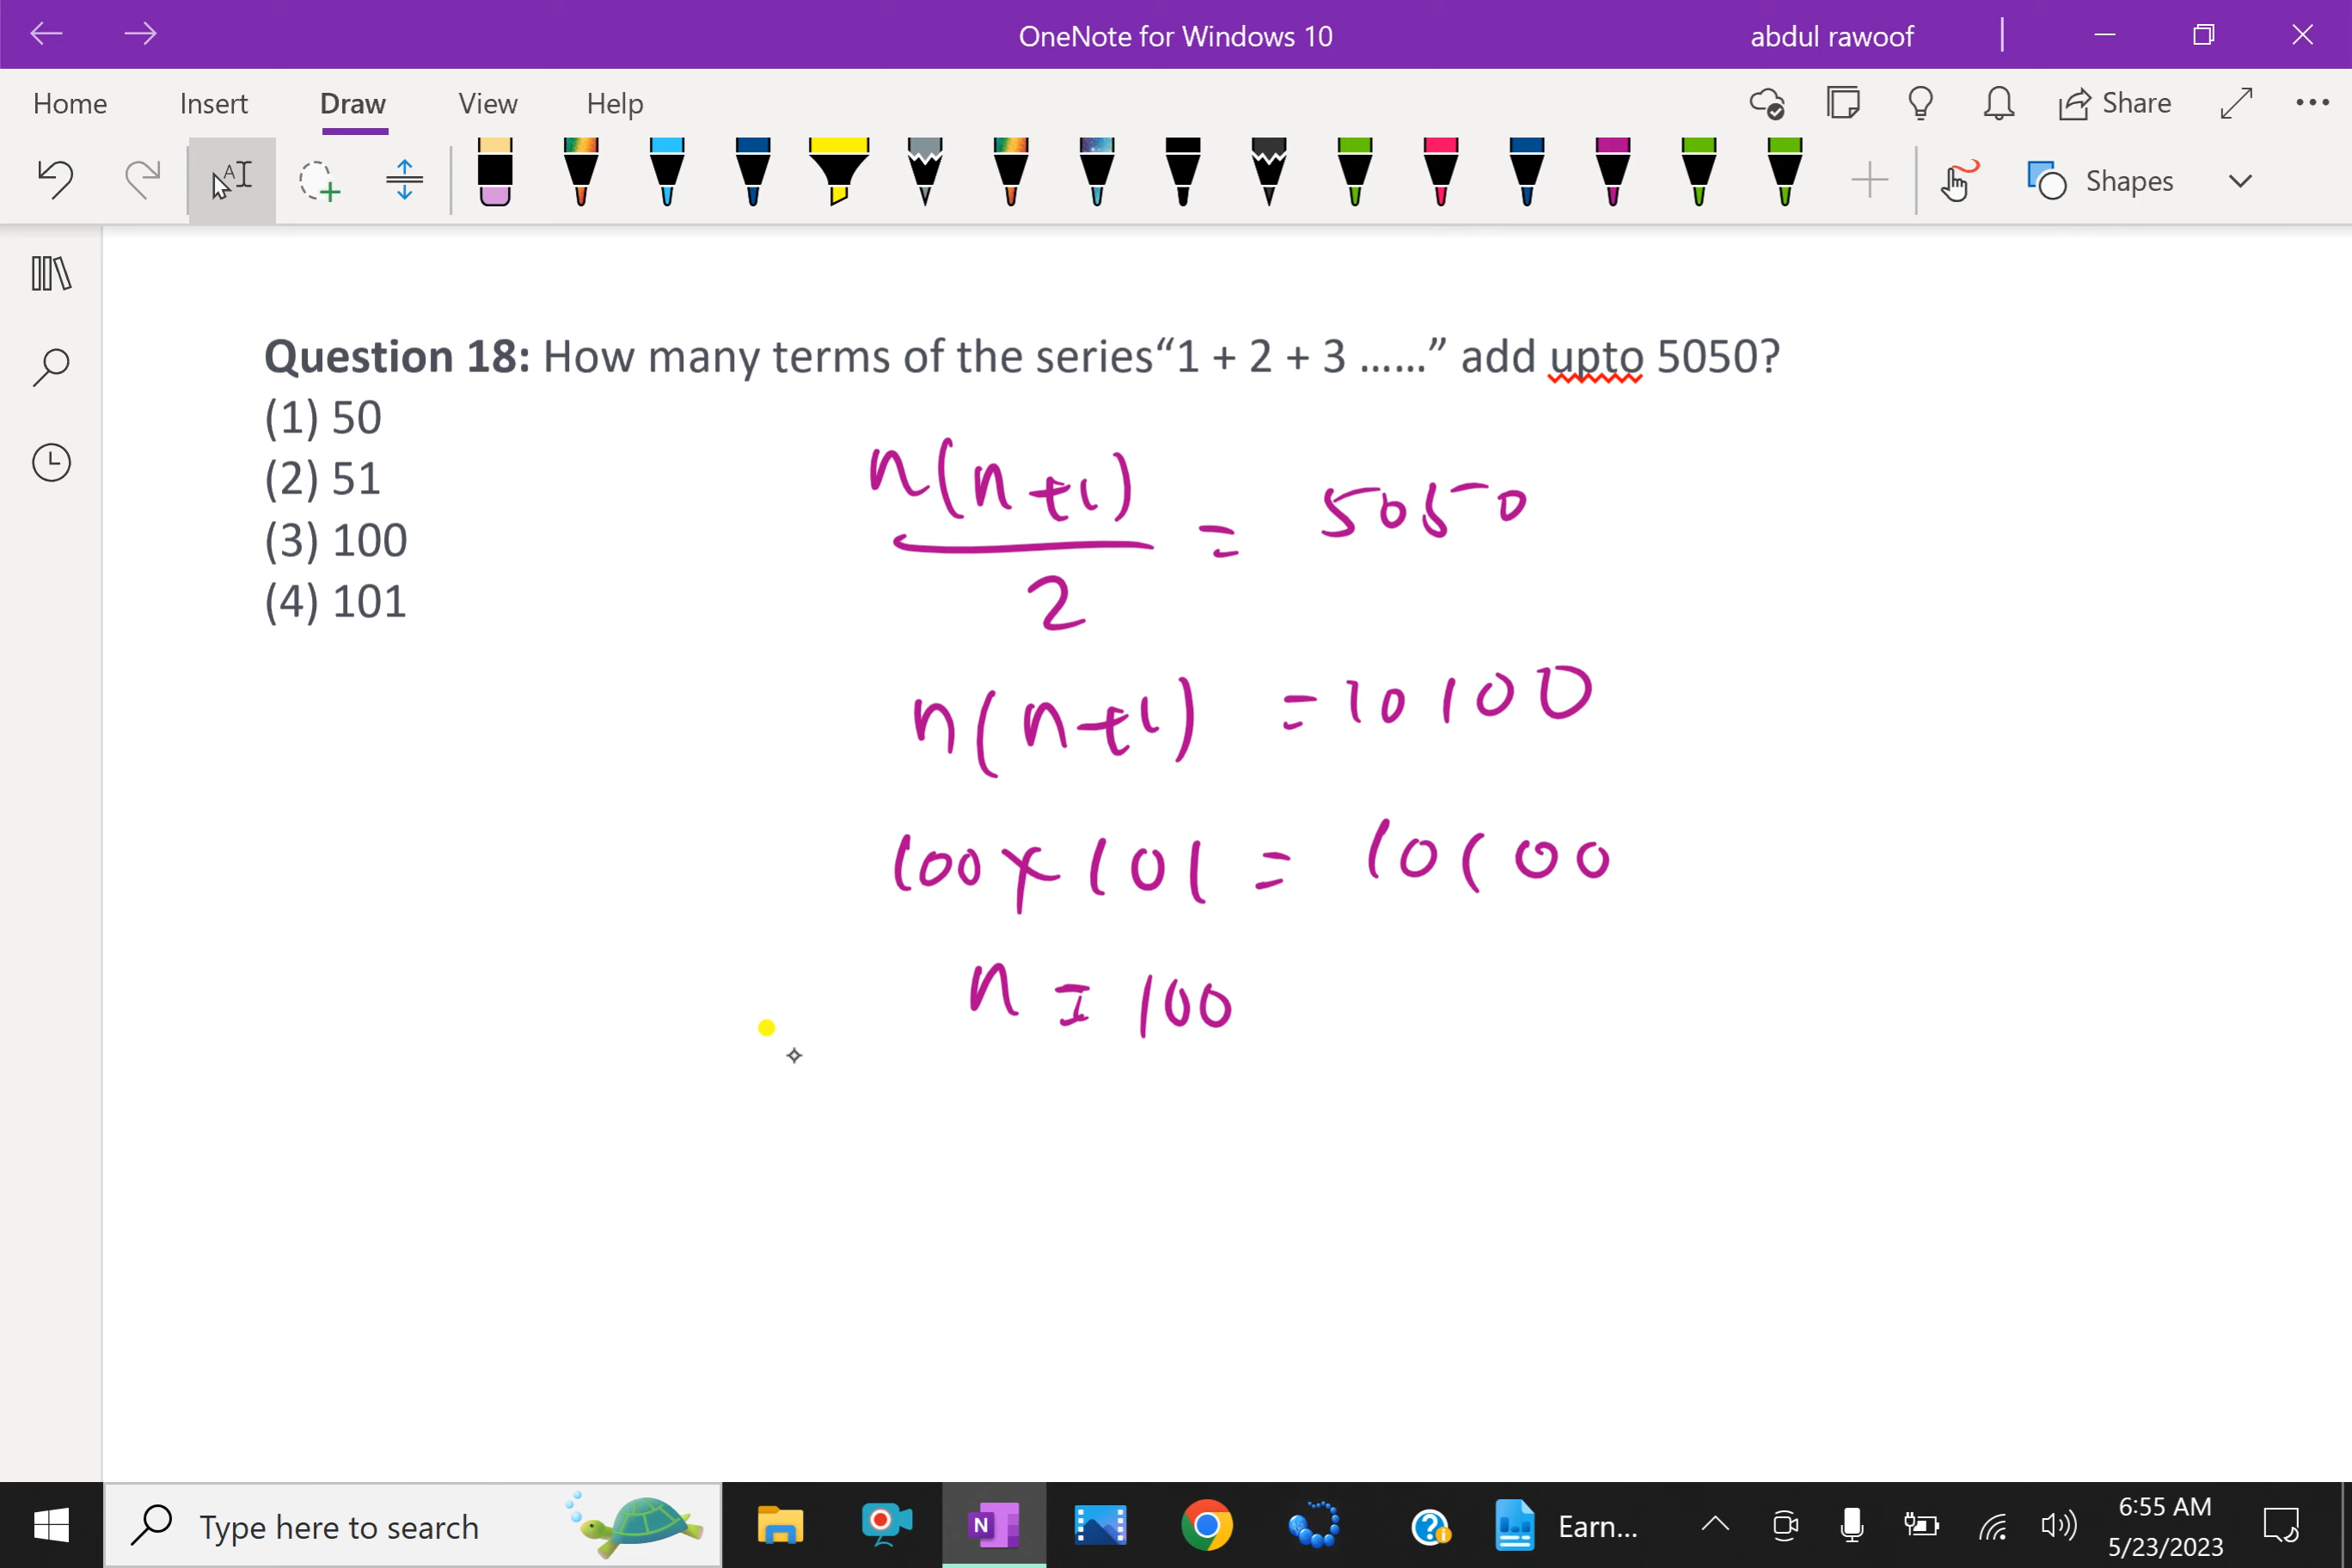 OneNote for Windows 10
abdul rawoof
Home Insert Draw View Help
Share
Shapes
Question 18: How many terms of the series“1 + 2 + 3 ......” add upto 5050?
(1) 50
(2) 51
(3) 100
(4) 101
n(n+1)
= 5050
2
n(n+1) = 10100
100 × 101 = 10100
n = 100
Type here to search
Earn...
6:55 AM
5/23/2023